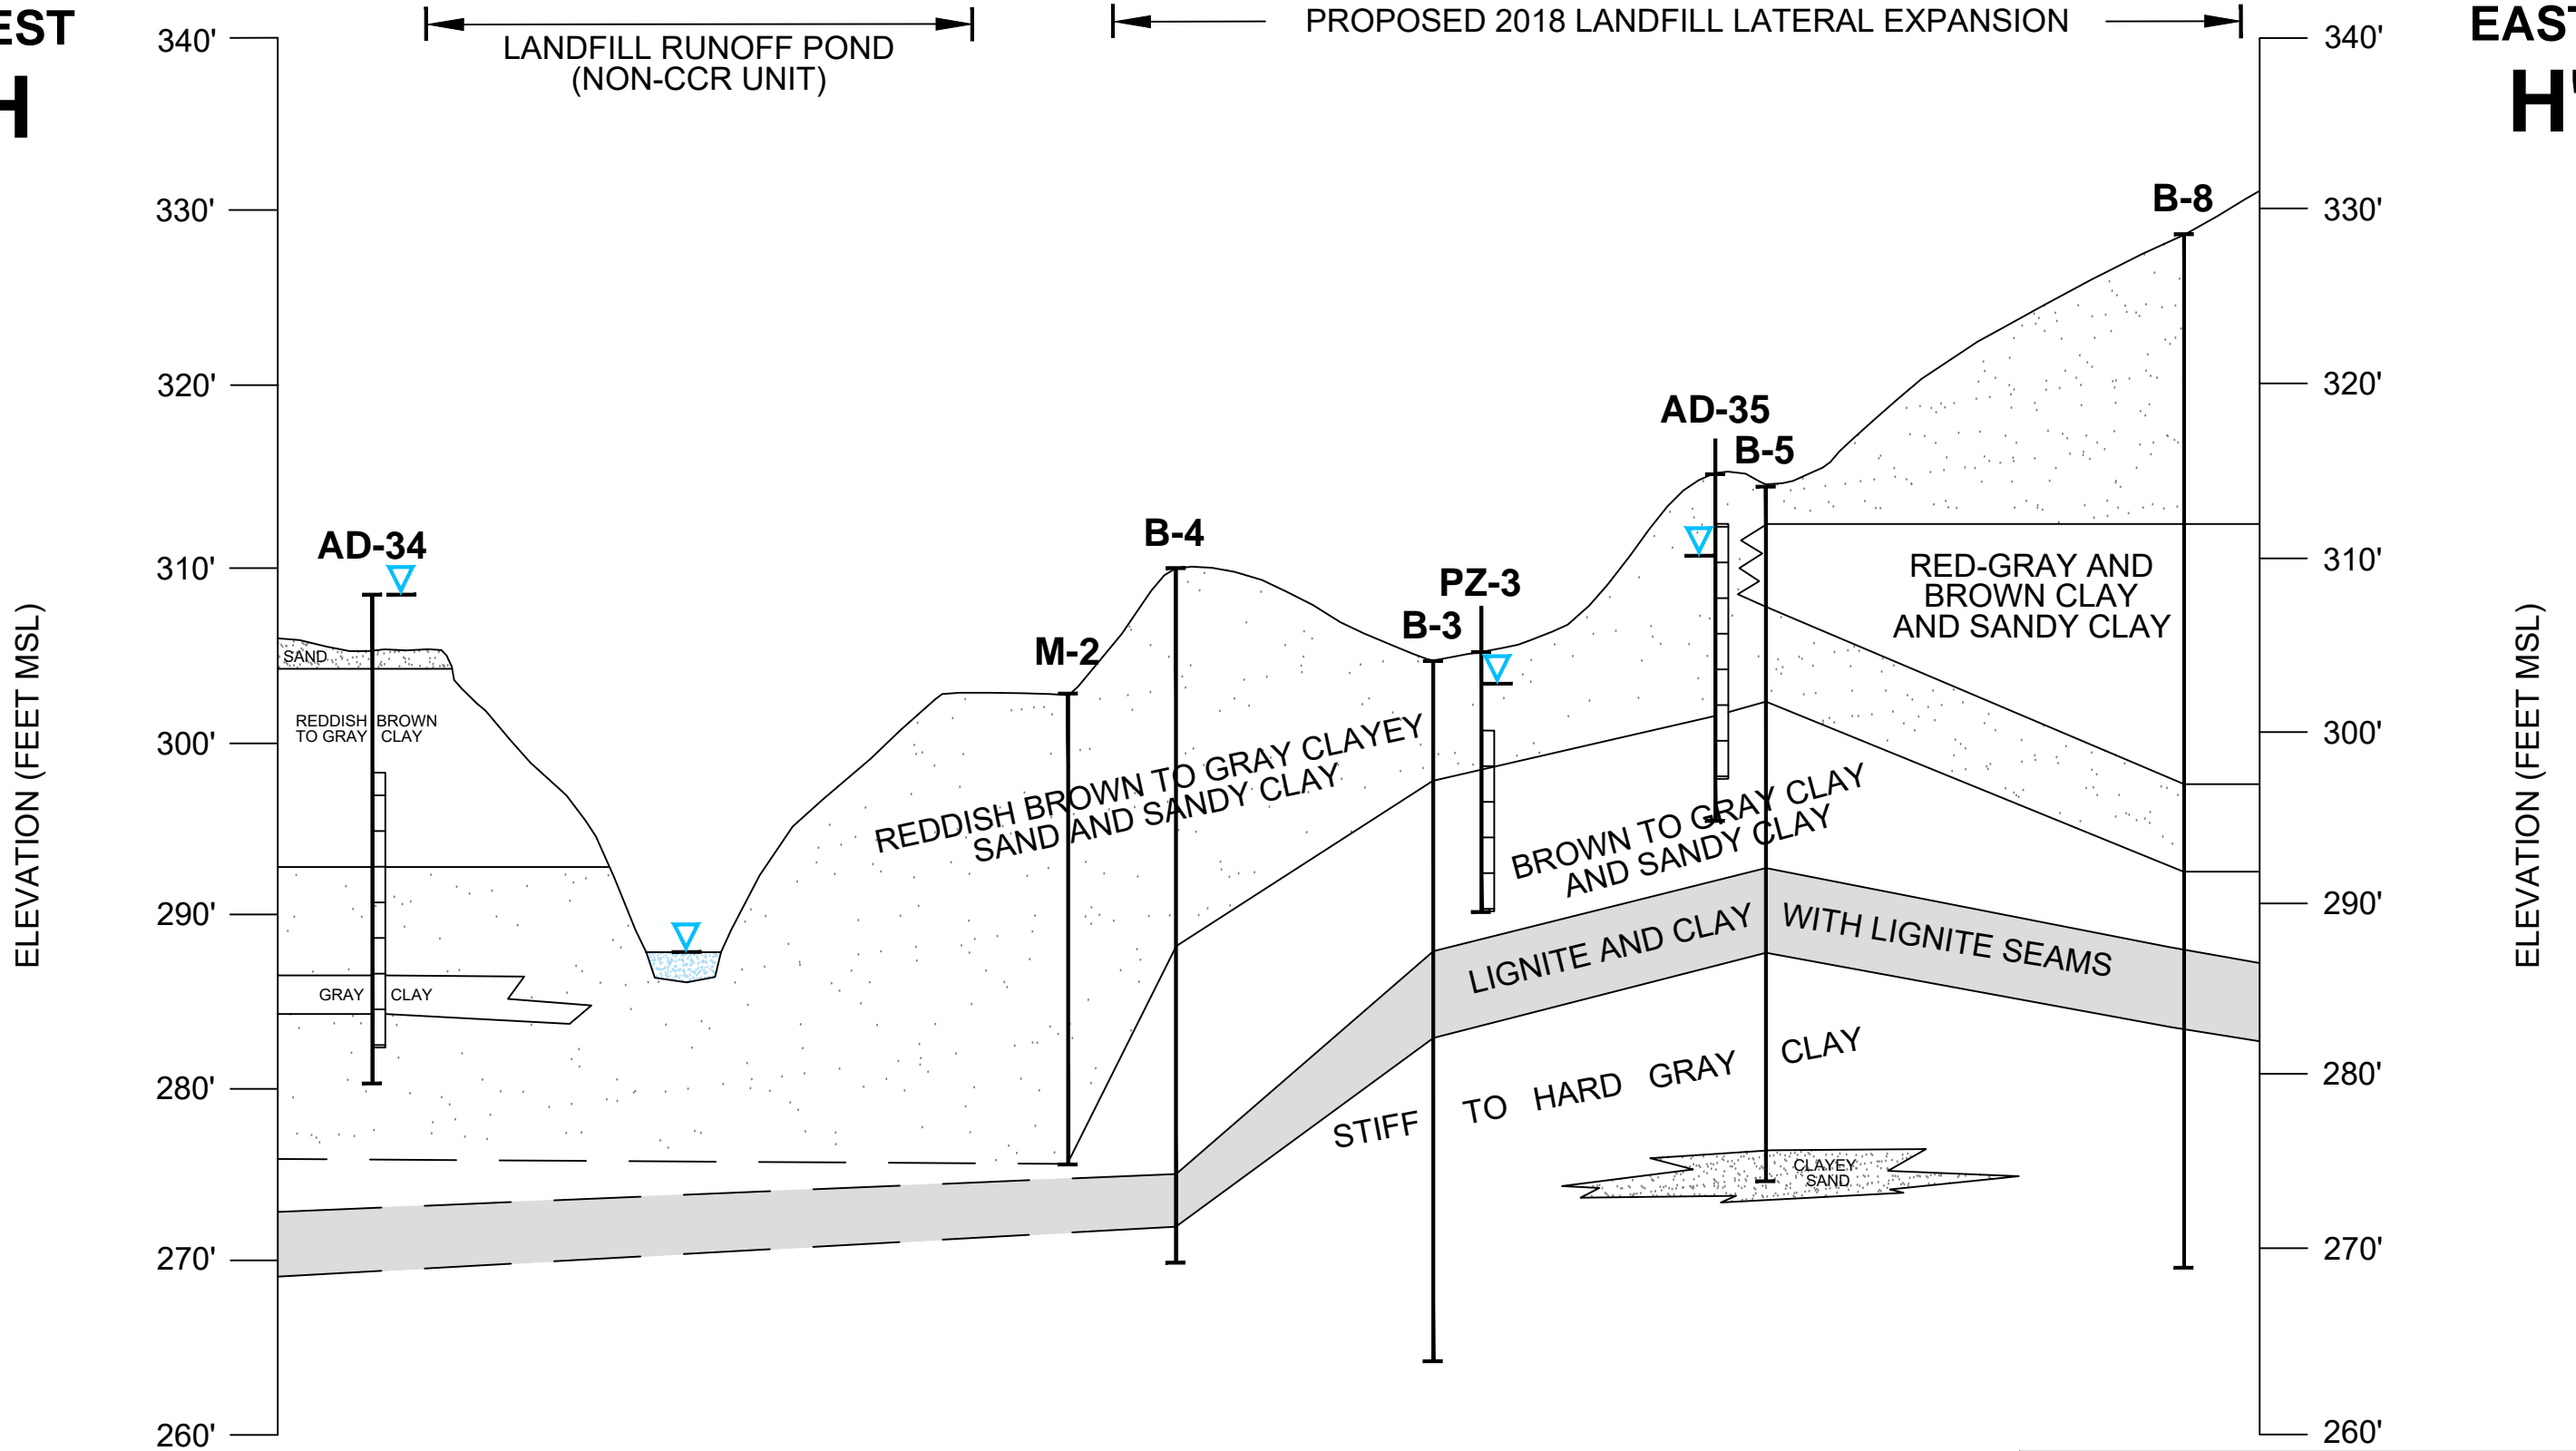 EST
H
LANDFILL RUNOFF POND
(NON-CCR UNIT)
PROPOSED 2018 LANDFILL LATERAL EXPANSION
EAST
H'
340'
330'
320'
310'
300'
290'
280'
270'
260'
ELEVATION (FEET MSL)
AD-34
SAND
REDDISH BROWN
TO GRAY CLAY
GRAY CLAY
M-2
B-4
B-3
PZ-3
AD-35
B-5
B-8
REDDISH BROWN TO GRAY CLAYEY
SAND AND SANDY CLAY
RED-GRAY AND
BROWN CLAY
AND SANDY CLAY
BROWN TO GRAY CLAY
AND SANDY CLAY
LIGNITE AND CLAY WITH LIGNITE SEAMS
STIFF TO HARD GRAY CLAY
CLAYEY
SAND
340'
330'
320'
310'
300'
290'
280'
270'
260'
ELEVATION (FEET MSL)